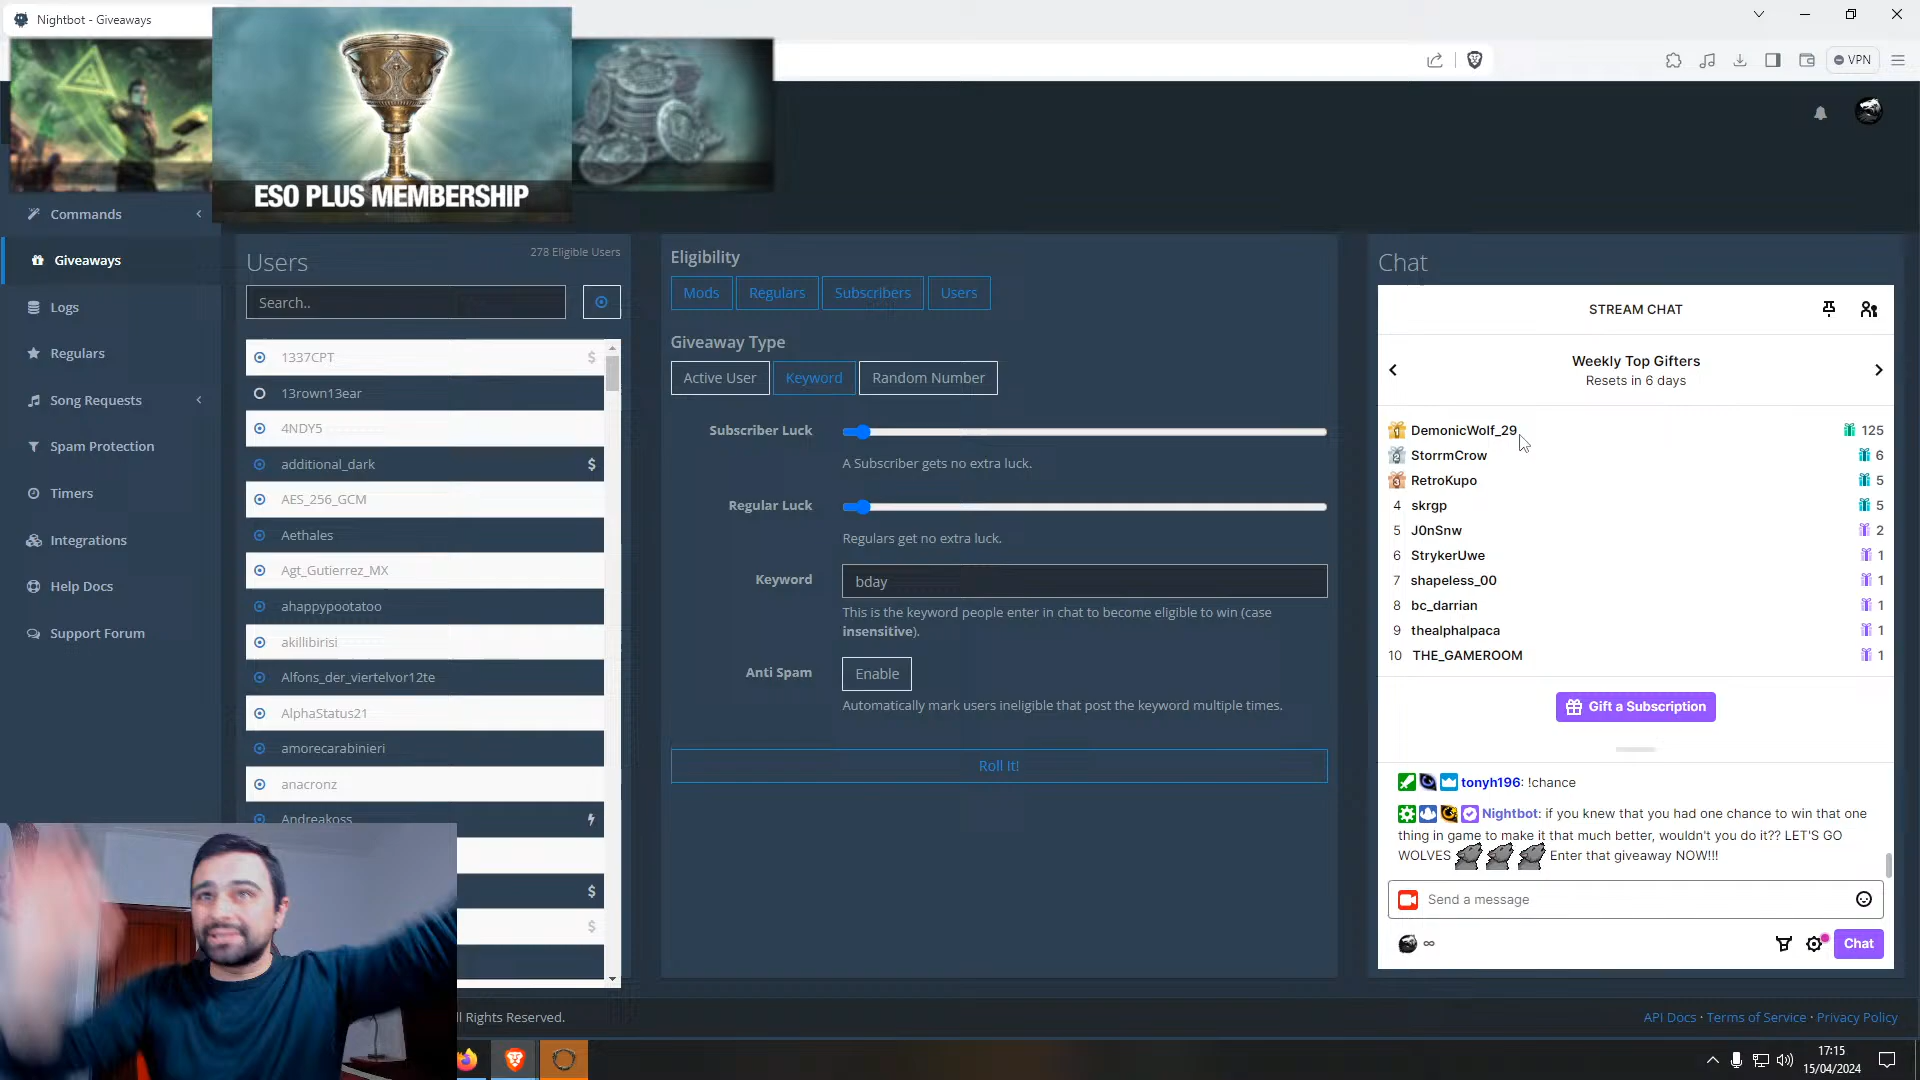 Nightbot - Giveaways
VPN
ESO PLUS MEMBERSHIP
Commands
Giveaways
Logs
Regulars
Song Requests
Spam Protection
Timers
Integrations
Help Docs
Support Forum
Users
278 Eligible Users
Search..
1337CPT
$
13rown13ear
4NDY5
additional_dark
$
AES_256_GCM
Aethales
Agt_Gutierrez_MX
ahappypootatoo
akillibirisi
Alfons_der_viertelvor12te
AlphaStatus21
amorecarabinieri
anacronz
Andreakoss
$
$
Eligibility
Mods
Regulars
Subscribers
Users
Giveaway Type
Active User
Keyword
Random Number
Subscriber Luck
A Subscriber gets no extra luck.
Regular Luck
Regulars get no extra luck.
Keyword
bday
This is the keyword people enter in chat to become eligible to win (case
insensitive).
Anti Spam
Enable
Automatically mark users ineligible that post the keyword multiple times.
Roll It!
Chat
STREAM CHAT
Weekly Top Gifters
Resets in 6 days
1 DemonicWolf_29 125
2 StorrmCrow 6
3 RetroKupo 5
4 skrgp 5
5 J0nSnw 2
6 StrykerUwe 1
7 shapeless_00 1
8 bc_darrian 1
9 thealphalpaca 1
10 THE_GAMEROOM 1
Gift a Subscription
tonyh196: !chance
Nightbot: if you knew that you had one chance to win that one
thing in game to make it that much better, wouldn't you do it?? LET'S GO
WOLVES Enter that giveaway NOW!!!
Send a message
∞
Chat
ll Rights Reserved.
API Docs · Terms of Service · Privacy Policy
17:15
15/04/2024